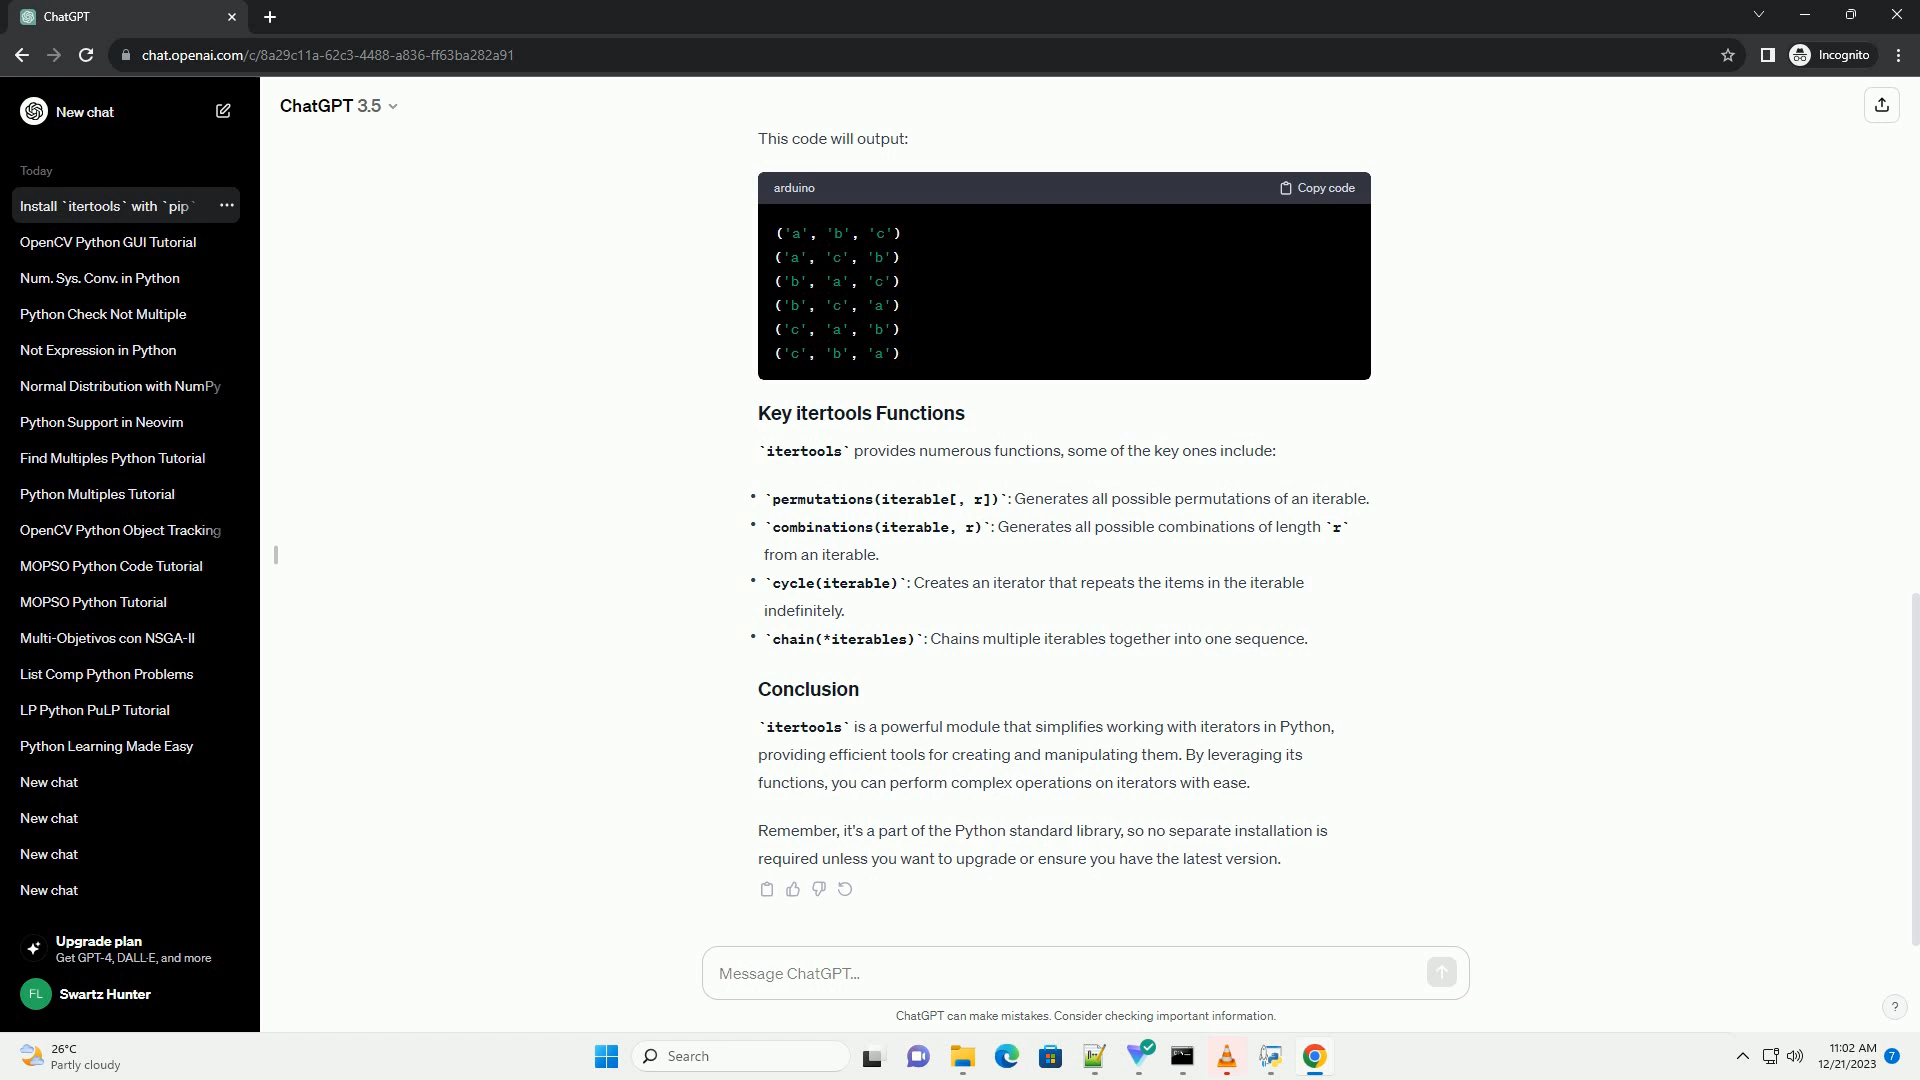 ChatGPT
chat.openai.com/c/8a29c11a-62c3-4488-a836-ff63ba282a91
Incognito
New chat
Today
Install `itertools` with `pip`
OpenCV Python GUI Tutorial
Num. Sys. Conv. in Python
Python Check Not Multiple
Not Expression in Python
Normal Distribution with NumPy
Python Support in Neovim
Find Multiples Python Tutorial
Python Multiples Tutorial
OpenCV Python Object Tracking
MOPSO Python Code Tutorial
MOPSO Python Tutorial
Multi-Objetivos con NSGA-II
List Comp Python Problems
LP Python PuLP Tutorial
Python Learning Made Easy
New chat
New chat
New chat
New chat
Upgrade plan
Get GPT-4, DALL·E, and more
FL
Swartz Hunter
ChatGPT 3.5
This code will output:
arduino
Copy code
('a', 'b', 'c')
('a', 'c', 'b')
('b', 'a', 'c')
('b', 'c', 'a')
('c', 'a', 'b')
('c', 'b', 'a')
Key itertools Functions
`itertools` provides numerous functions, some of the key ones include:
• `permutations(iterable[, r])`: Generates all possible permutations of an iterable.
• `combinations(iterable, r)`: Generates all possible combinations of length `r`
from an iterable.
• `cycle(iterable)`: Creates an iterator that repeats the items in the iterable
indefinitely.
• `chain(*iterables)`: Chains multiple iterables together into one sequence.
Conclusion
`itertools` is a powerful module that simplifies working with iterators in Python,
providing efficient tools for creating and manipulating them. By leveraging its
functions, you can perform complex operations on iterators with ease.
Remember, it's a part of the Python standard library, so no separate installation is
required unless you want to upgrade or ensure you have the latest version.
Message ChatGPT...
ChatGPT can make mistakes. Consider checking important information.
?
26°C
Partly cloudy
Search
11:02 AM
12/21/2023
7